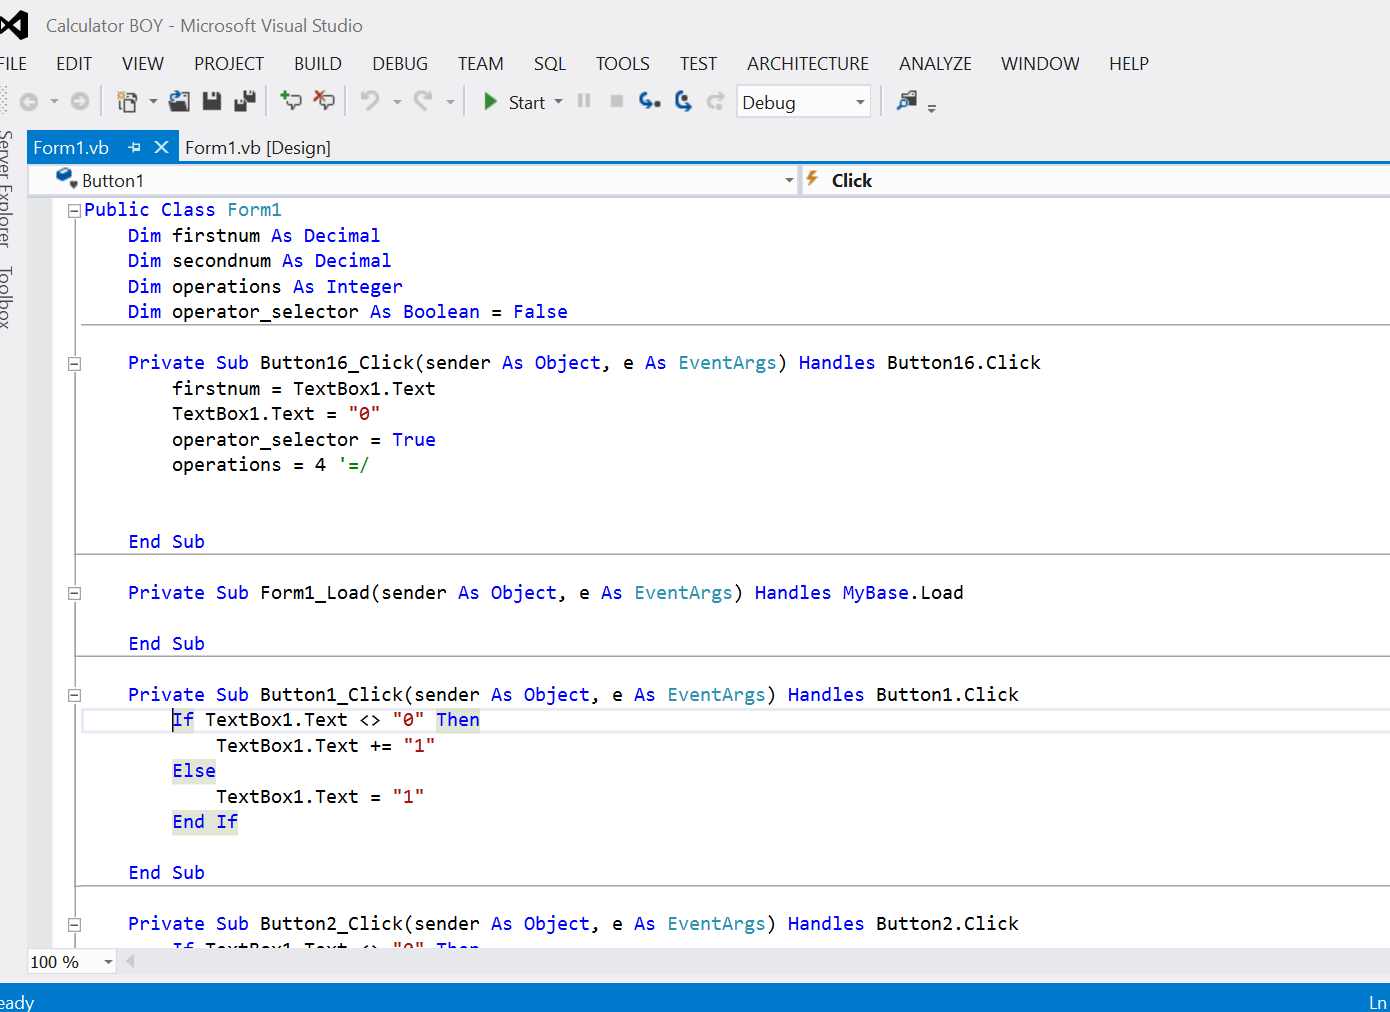 Calculator BOY - Microsoft Visual Studio
FILE EDIT VIEW PROJECT BUILD DEBUG TEAM SQL TOOLS TEST ARCHITECTURE ANALYZE WINDOW HELP
Start Debug
Server Explorer
Toolbox
Form1.vb Form1.vb [Design]
Button1 Click
Public Class Form1
Dim firstnum As Decimal
Dim secondnum As Decimal
Dim operations As Integer
Dim operator_selector As Boolean = False
Private Sub Button16_Click(sender As Object, e As EventArgs) Handles Button16.Click
firstnum = TextBox1.Text
TextBox1.Text = "0"
operator_selector = True
operations = 4 '=/
End Sub
Private Sub Form1_Load(sender As Object, e As EventArgs) Handles MyBase.Load
End Sub
Private Sub Button1_Click(sender As Object, e As EventArgs) Handles Button1.Click
If TextBox1.Text <> "0" Then
TextBox1.Text += "1"
Else
TextBox1.Text = "1"
End If
End Sub
Private Sub Button2_Click(sender As Object, e As EventArgs) Handles Button2.Click
If TextBox1.Text <> "0" Then
100 %
eady Ln